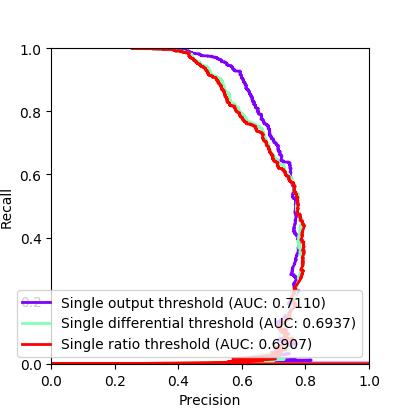 1.0
0.8
0.6
0.4
0.2
0.0
Recall
Single output threshold (AUC: 0.7110)
Single differential threshold (AUC: 0.6937)
Single ratio threshold (AUC: 0.6907)
0.0 0.2 0.4 0.6 0.8 1.0
Precision